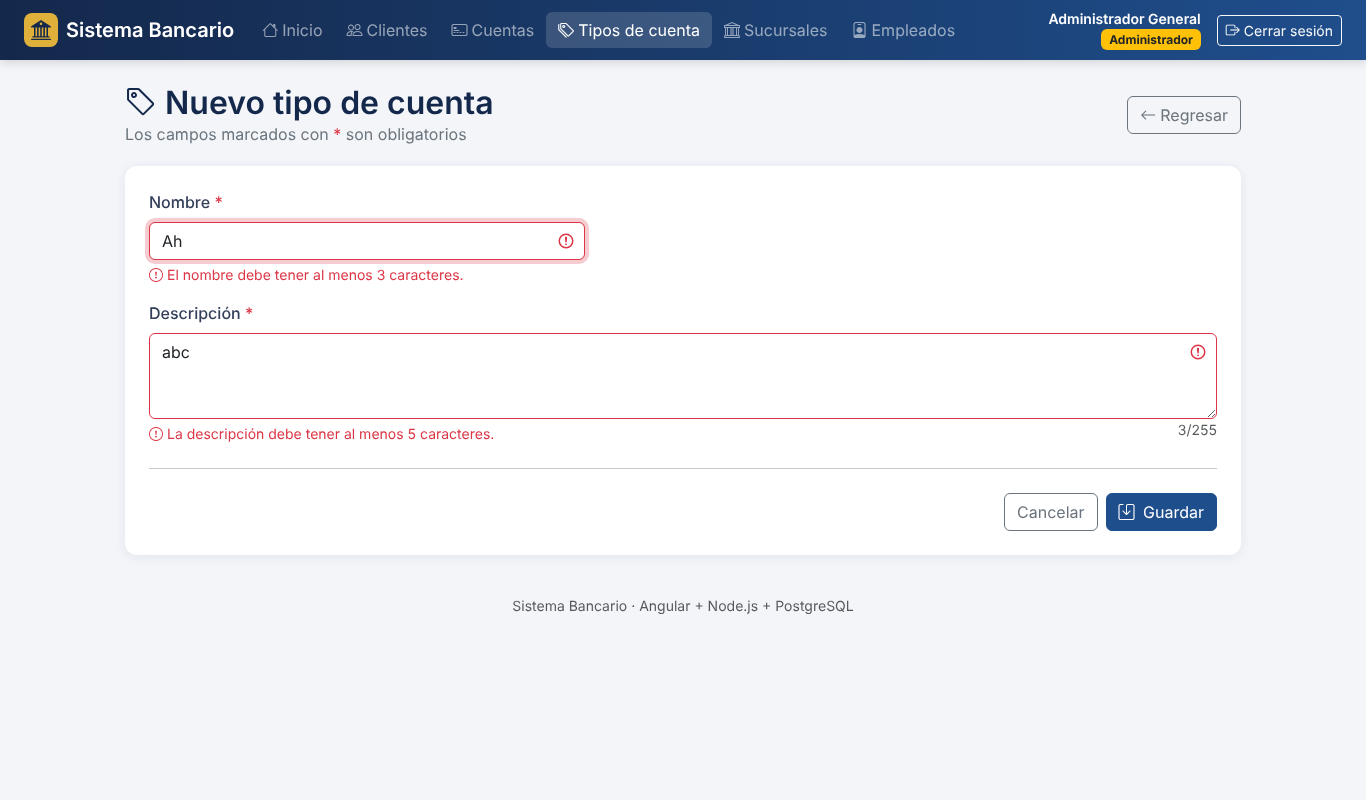 Sistema Bancario
Inicio
Clientes
Cuentas
Tipos de cuenta
Sucursales
Empleados
Administrador General
Administrador
Cerrar sesión
Nuevo tipo de cuenta
Los campos marcados con * son obligatorios
Regresar
Nombre *
Ah
El nombre debe tener al menos 3 caracteres.
Descripción *
abc
La descripción debe tener al menos 5 caracteres.
3/255
Cancelar
Guardar
Sistema Bancario · Angular + Node.js + PostgreSQL